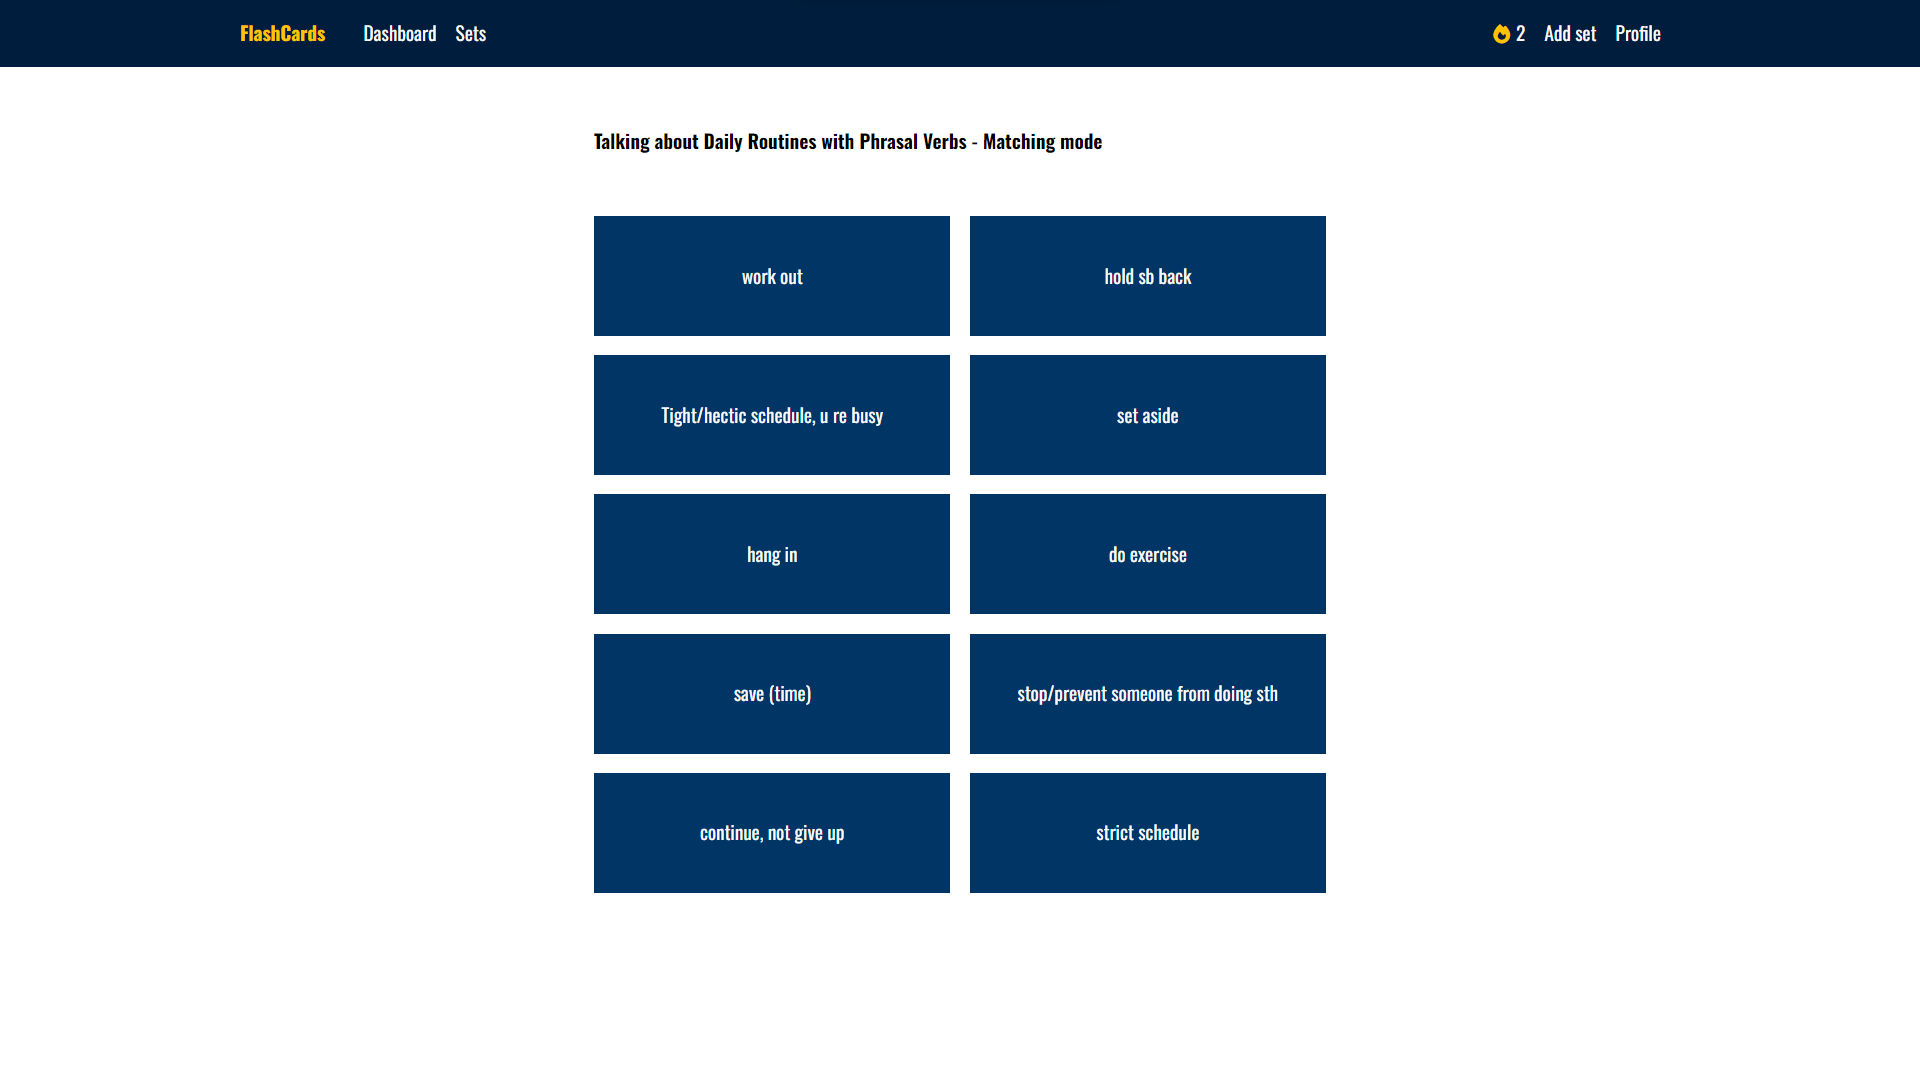 FlashCards Dashboard Sets 2 Add set Profile
Talking about Daily Routines with Phrasal Verbs - Matching mode
work out
hold sb back
Tight/hectic schedule, u re busy
set aside
hang in
do exercise
save (time)
stop/prevent someone from doing sth
continue, not give up
strict schedule